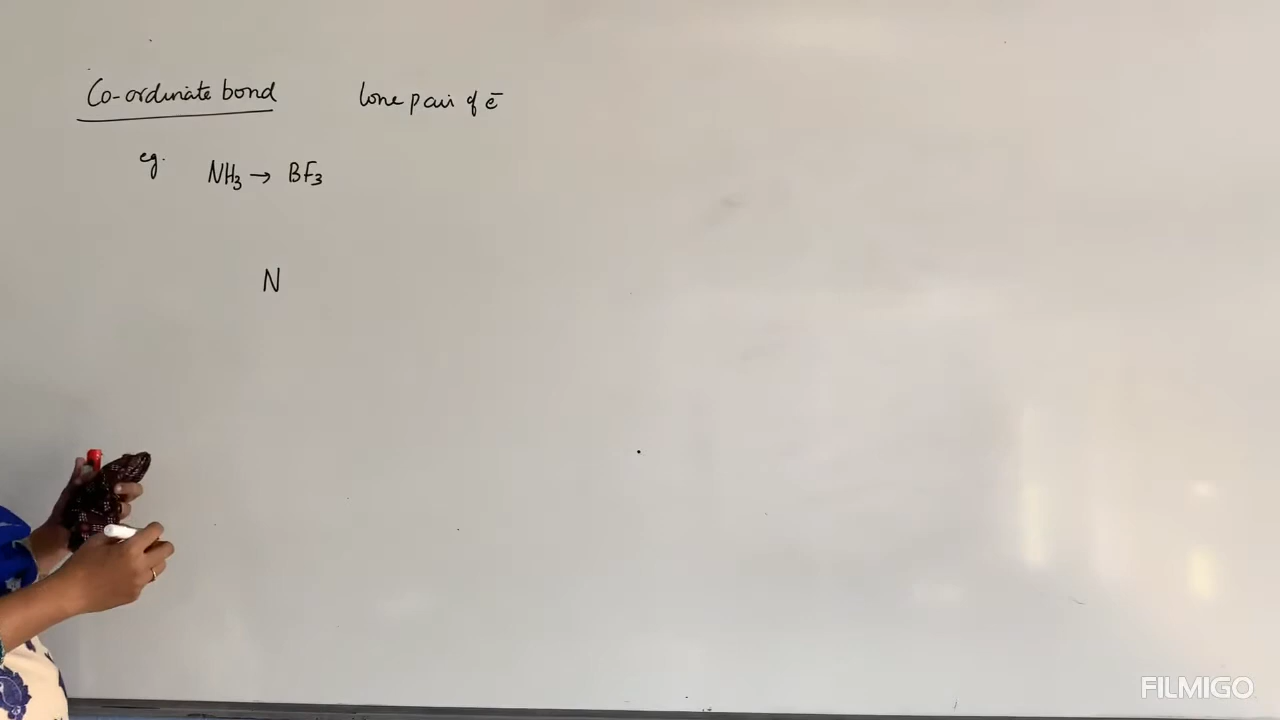 Co-ordinate bond lone pair of e⁻
eg. NH₃ → BF₃
N
FILMIGO